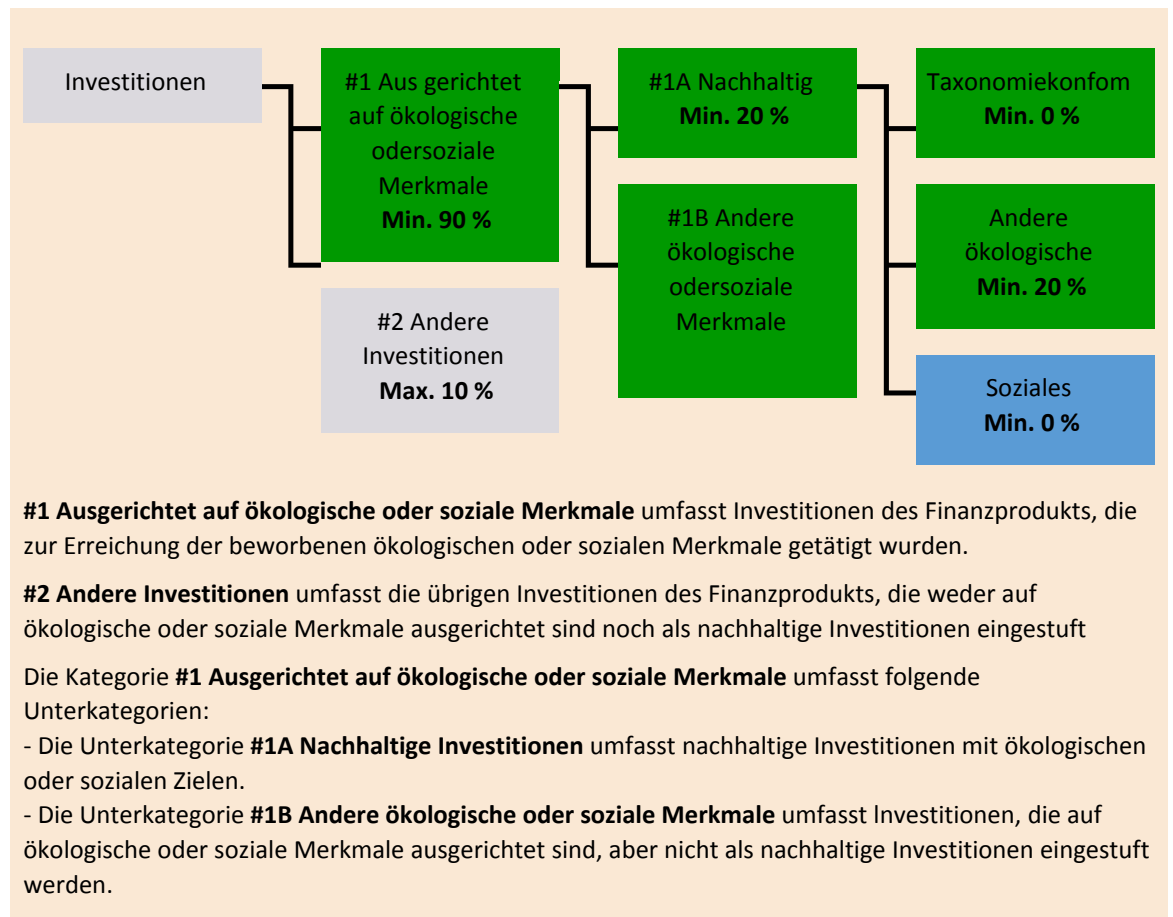 Investitionen
#1 Aus gerichtet
auf ökologische
odersoziale
Merkmale
Min. 90 %
#2 Andere
Investitionen
Max. 10 %
#1A Nachhaltig
Min. 20 %
#1B Andere
ökologische
odersoziale
Merkmale
Taxonomiekonfom
Min. 0 %
Andere
ökologische
Min. 20 %
Soziales
Min. 0 %
#1 Ausgerichtet auf ökologische oder soziale Merkmale umfasst Investitionen des Finanzprodukts, die
zur Erreichung der beworbenen ökologischen oder sozialen Merkmale getätigt wurden.
#2 Andere Investitionen umfasst die übrigen Investitionen des Finanzprodukts, die weder auf
ökologische oder soziale Merkmale ausgerichtet sind noch als nachhaltige Investitionen eingestuft
Die Kategorie #1 Ausgerichtet auf ökologische oder soziale Merkmale umfasst folgende
Unterkategorien:
- Die Unterkategorie #1A Nachhaltige Investitionen umfasst nachhaltige Investitionen mit ökologischen
oder sozialen Zielen.
- Die Unterkategorie #1B Andere ökologische oder soziale Merkmale umfasst lnvestitionen, die auf
ökologische oder soziale Merkmale ausgerichtet sind, aber nicht als nachhaltige Investitionen eingestuft
werden.